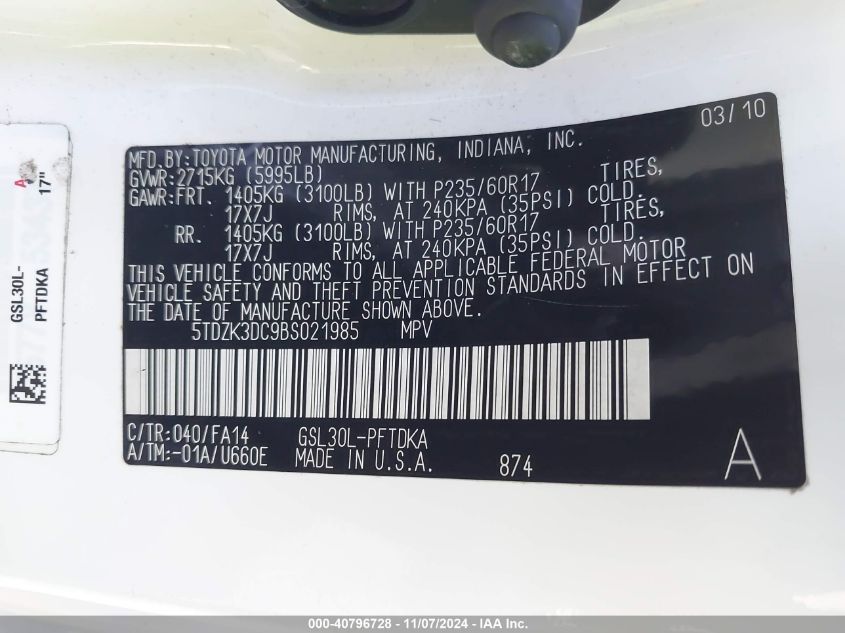 03/10
MFD.BY:TOYOTA MOTOR MANUFACTURING, INDIANA, INC.
GVWR:2715KG (5995LB)
GAWR:FRT. 1405KG (3100LB) WITH P235/60R17 TIRES,
17X7J RIMS, AT 240KPA (35PSI) COLD.
RR. 1405KG (3100LB) WITH P235/60R17 TIRES,
17X7J RIMS, AT 240KPA (35PSI) COLD.
THIS VEHICLE CONFORMS TO ALL APPLICABLE FEDERAL MOTOR
VEHICLE SAFETY AND THEFT PREVENTION STANDARDS IN EFFECT ON
THE DATE OF MANUFACTURE SHOWN ABOVE.
5TDZK3DC9BS021985 MPV
C/TR:040/FA14 GSL30L-PFTDKA
A/TM:-01A/U660E MADE IN U.S.A. 874 A
GSL30L-
PFTDKA
A
17"
000-40796728 - 11/07/2024 - IAA Inc.